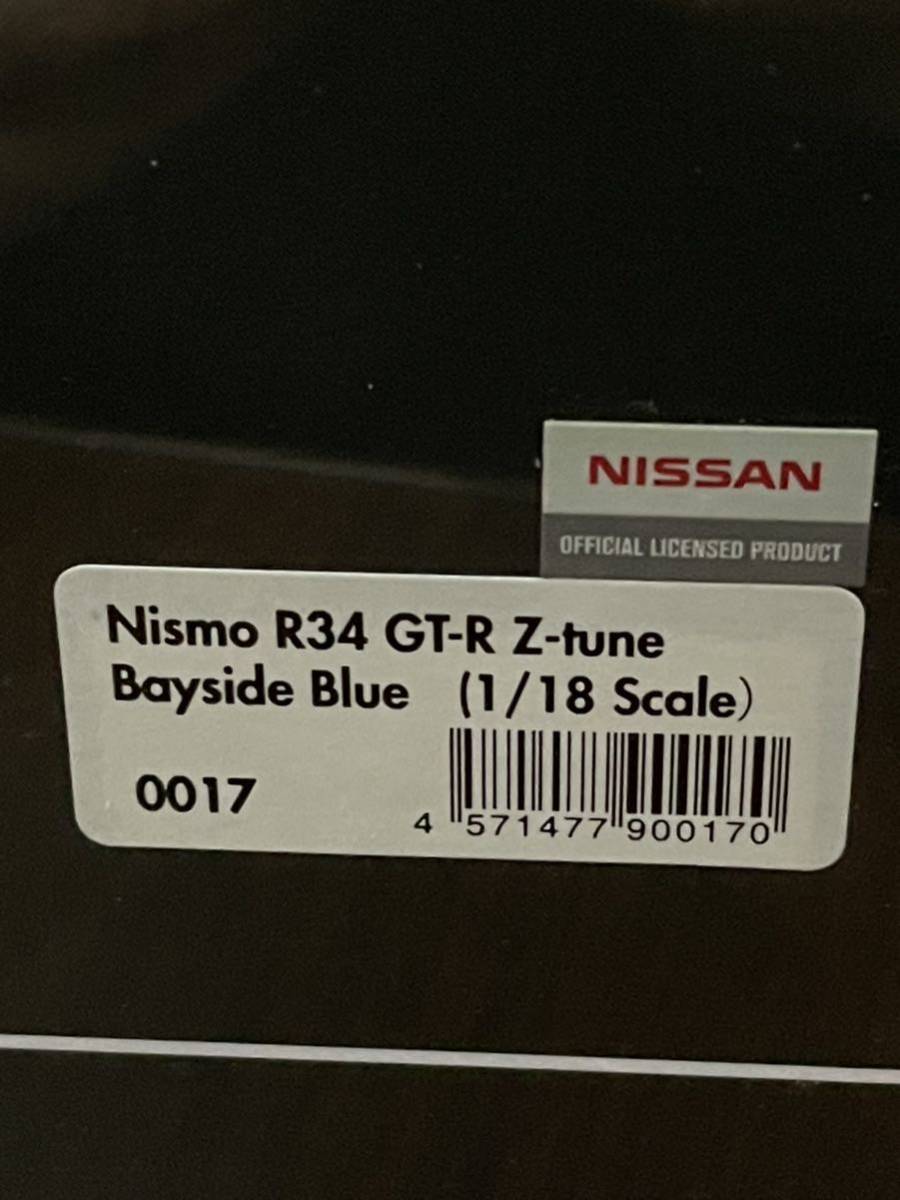 NISSAN
OFFICIAL LICENSED PRODUCT
Nismo R34 GT-R Z-tune
Bayside Blue (1/18 Scale)
0017
4 571477 900170